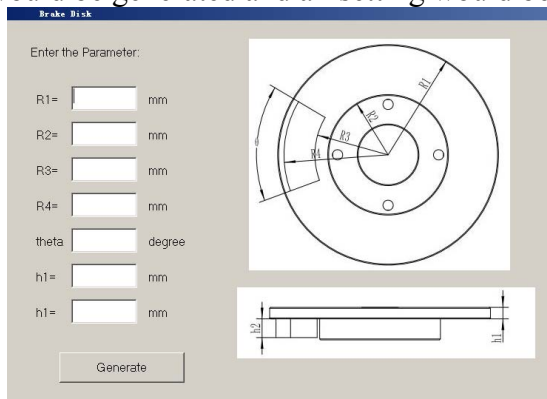 Brake Disk
Enter the Parameter:
R1= mm
R2= mm
R3= mm
R4= mm
theta degree
h1= mm
h1= mm
Generate
R1
R2
R3
R4
h2
h1